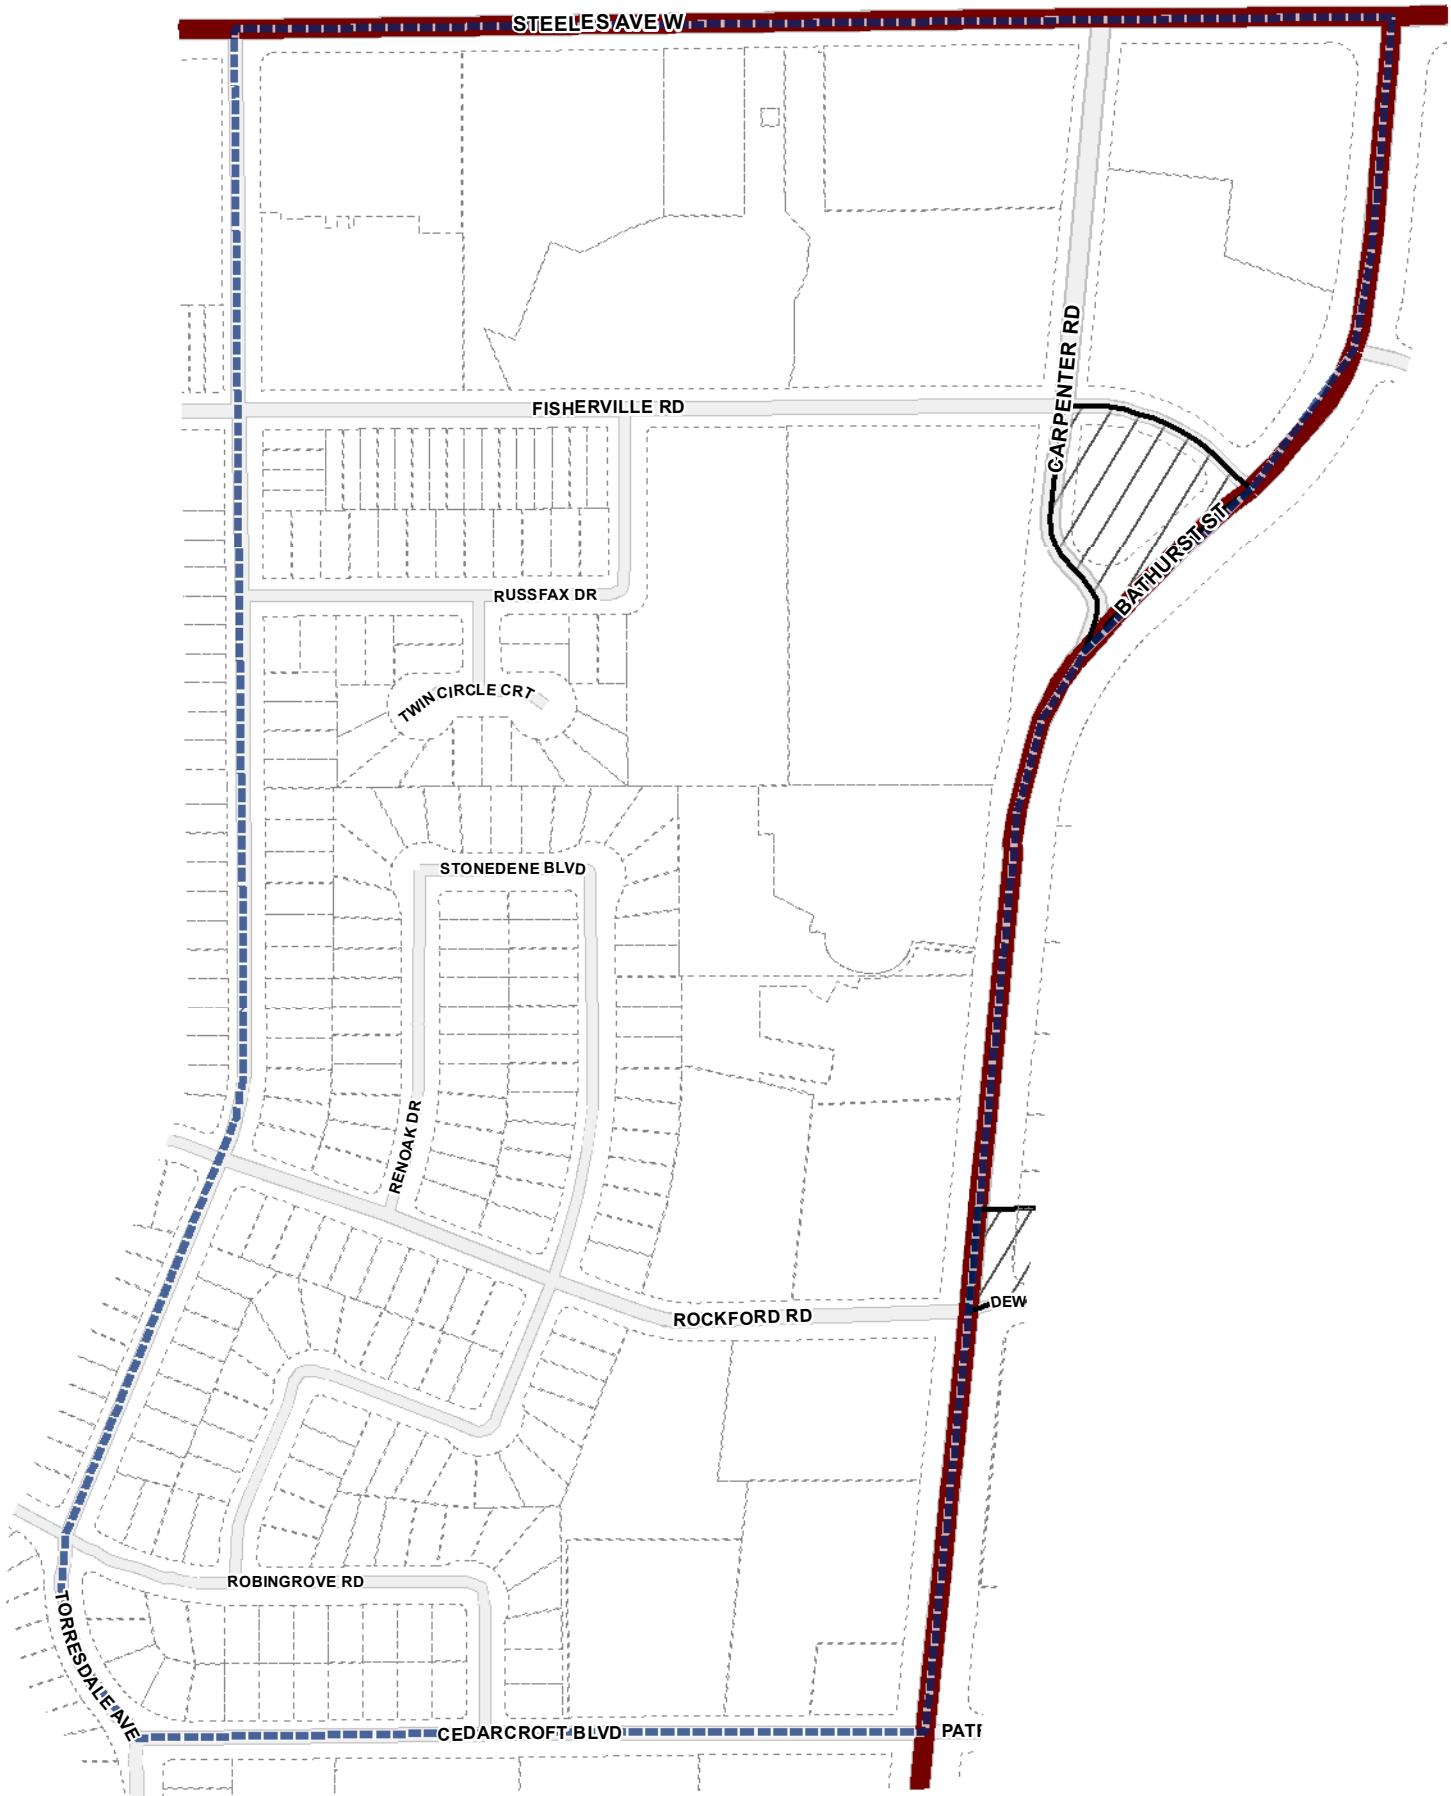 STEELES AVE W
CARPENTER RD
FISHERVILLE RD
BATHURST ST
RUSSFAX DR
TWIN CIRCLE CRT
STONEDENE BLVD
RENOAK DR
DEW
ROCKFORD RD
ROBINGROVE RD
TORRESDALE AVE
CEDARCROFT BLVD